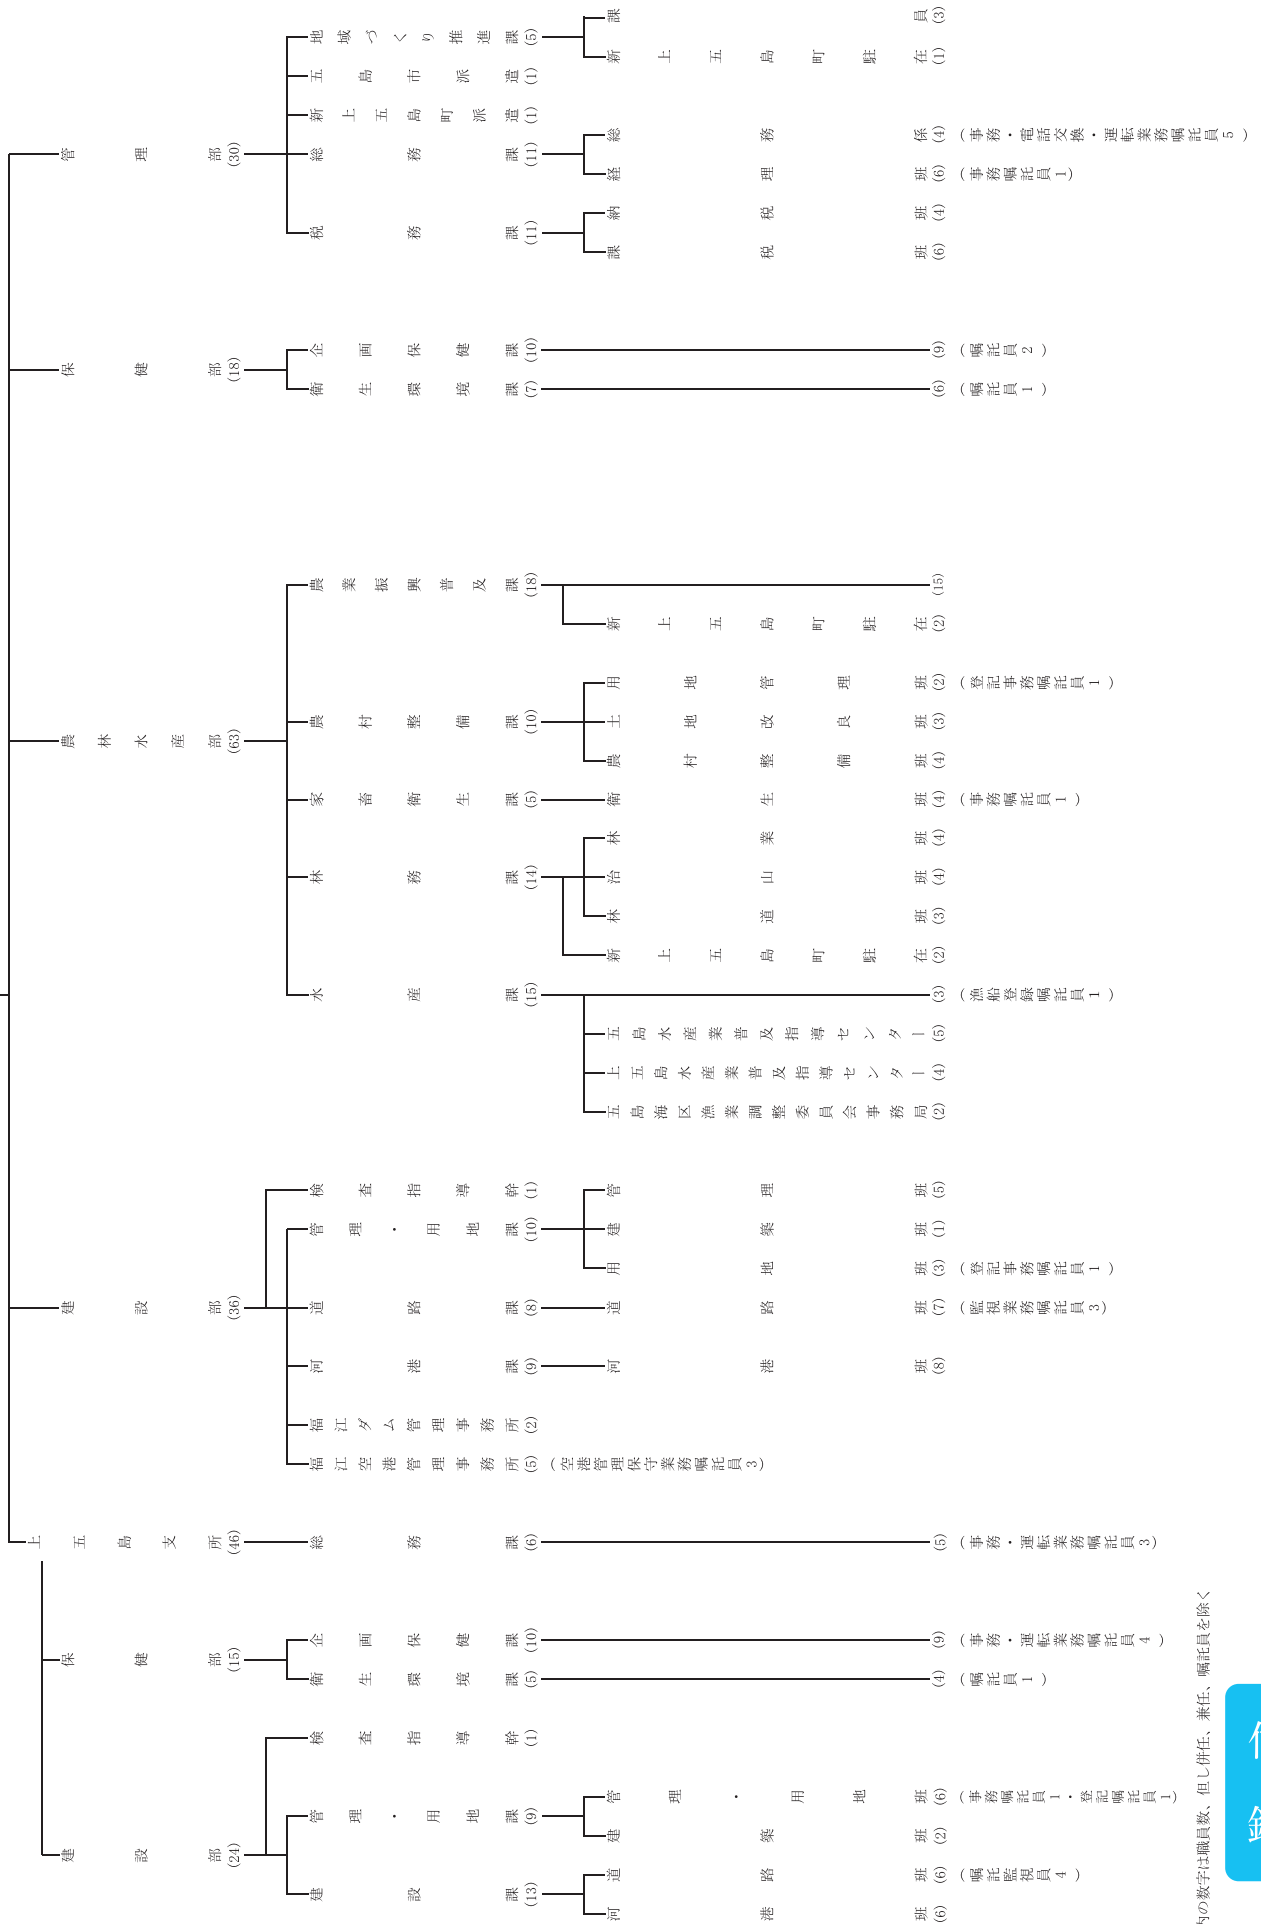 管理部(30)
地域づくり推進課(5)
課員(3)
新上五島町駐在(1)
五島市派遣(1)
新上五島町派遣(1)
総務課(11)
総務係(4)(事務・電話交換・運転業務嘱託員5)
経理班(6)(事務嘱託員1)
税務課(11)
納税班(4)
課税班(6)
保健部(18)
企画保健課(10)
(9)(嘱託員2)
衛生環境課(7)
(6)(嘱託員1)
農林水産部(63)
農業振興普及課(18)
(15)
新上五島町駐在(2)
農村整備課(10)
用地管理班(2)(登記事務嘱託員1)
土地改良班(3)
農村整備班(4)
家畜衛生課(5)
衛生班(4)(事務嘱託員1)
林務課(14)
林業班(4)
治山班(4)
林道班(3)
新上五島町駐在(2)
水産課(15)
(3)(漁船登録嘱託員1)
五島水産業普及指導センター(5)
上五島水産業普及指導センター(4)
五島海区漁業調整委員会事務局(2)
建設部(36)
検査指導幹(1)
管理・用地課(10)
管理班(5)
建築班(1)
用地班(3)(登記事務嘱託員1)
道路課(8)
道路班(7)(監視業務嘱託員3)
河港課(9)
河港班(8)
福江ダム管理事務所(2)
福江空港管理事務所(5)(空港管理保守業務嘱託員3)
上五島支所(46)
総務課(6)
(5)(事務・運転業務嘱託員3)
保健部(15)
企画保健課(10)
(9)(事務・運転業務嘱託員4)
衛生環境課(5)
(4)(嘱託員1)
建設部(24)
検査指導幹(1)
管理・用地課(9)
管理・用地班(6)(事務嘱託員1・登記嘱託員1)
建築班(2)
建設課(13)
道路班(6)(嘱託監視員4)
河港班(6)
内の数字は職員数、但し併任、兼任、嘱託員を除く